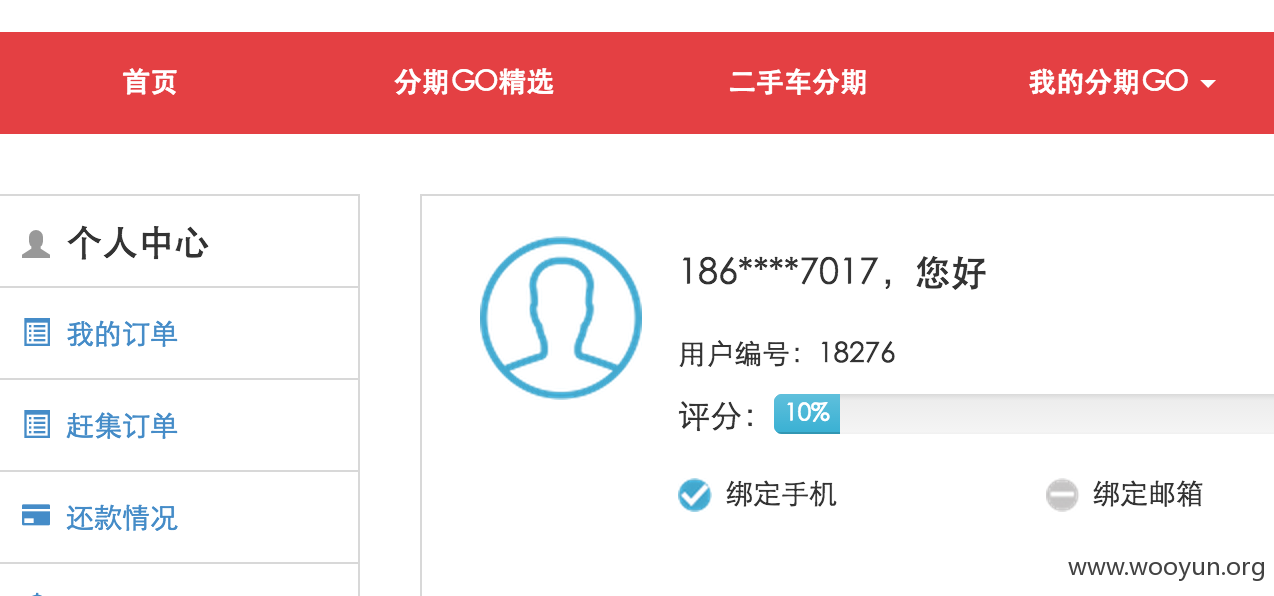 首页 分期GO精选 二手车分期 我的分期GO
个人中心
我的订单
赶集订单
还款情况
186****7017，您好
用户编号：18276
评分：10%
绑定手机 绑定邮箱
www.wooyun.org